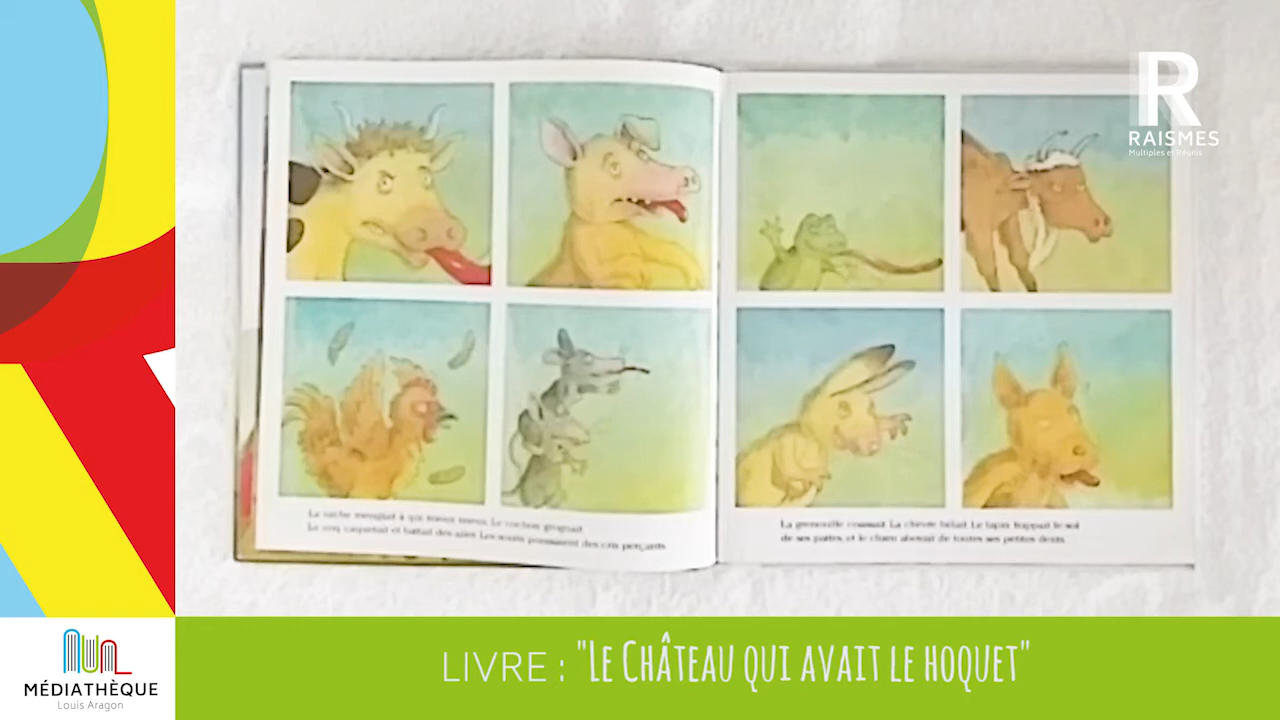 R
RAISMES
Multiples et Réunis
La vache meuglait à qui mieux mieux. Le cochon grognait.
Le coq caquetait et battait des ailes. Les souris poussaient des cris perçants
La grenouille coassait. La chèvre bêlait. Le lapin frappait le sol
de ses pattes, et le chien aboyait de toutes ses petites dents.
LIVRE : "LE CHÂTEAU QUI AVAIT LE HOQUET"
MÉDIATHÈQUE
Louis Aragon